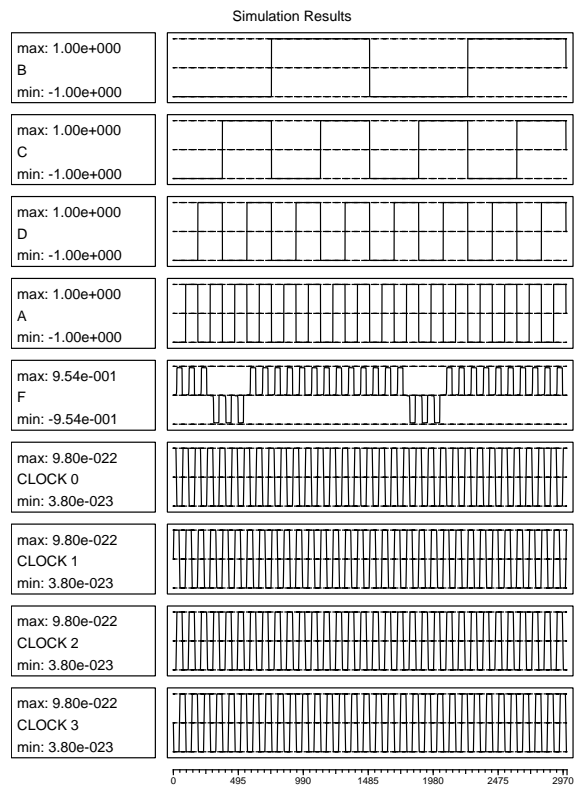 Simulation Results
max: 1.00e+000
B
min: -1.00e+000
max: 1.00e+000
C
min: -1.00e+000
max: 1.00e+000
D
min: -1.00e+000
max: 1.00e+000
A
min: -1.00e+000
max: 9.54e-001
F
min: -9.54e-001
max: 9.80e-022
CLOCK 0
min: 3.80e-023
max: 9.80e-022
CLOCK 1
min: 3.80e-023
max: 9.80e-022
CLOCK 2
min: 3.80e-023
max: 9.80e-022
CLOCK 3
min: 3.80e-023
0 495 990 1485 1980 2475 2970